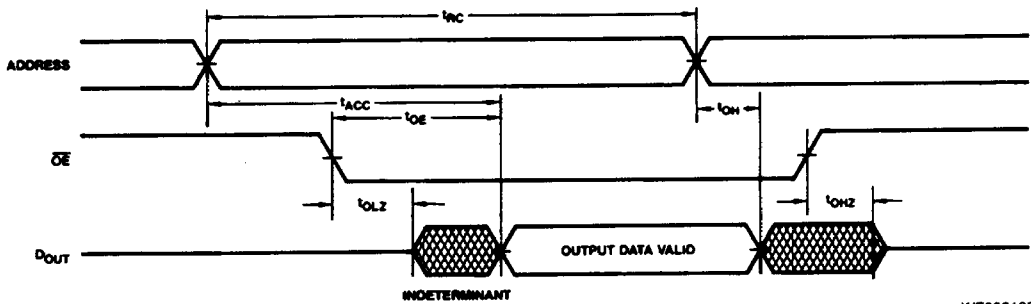 tRC
ADDRESS
tACC
tOE
tOH
OE
tOLZ
tOHZ
DOUT
OUTPUT DATA VALID
INDETERMINANT